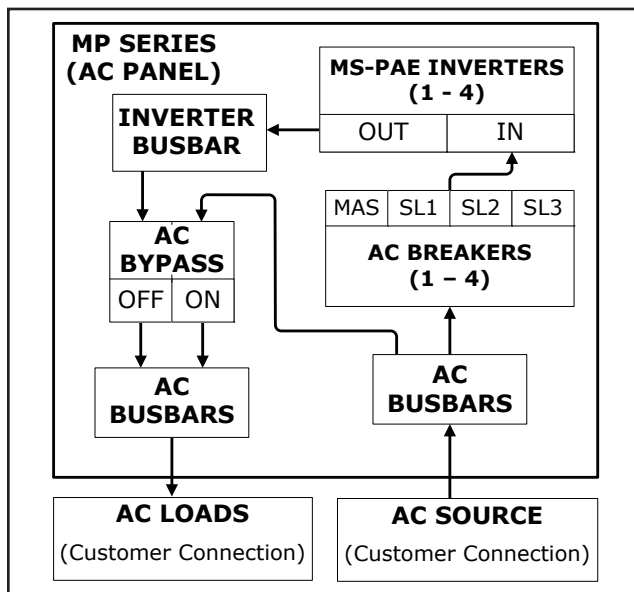 MP SERIES
(AC PANEL)
MS-PAE INVERTERS
(1 - 4)
OUT IN
INVERTER
BUSBAR
MAS SL1 SL2 SL3
AC BREAKERS
(1 – 4)
AC
BYPASS
OFF ON
AC
BUSBARS
AC
BUSBARS
AC LOADS
(Customer Connection)
AC SOURCE
(Customer Connection)